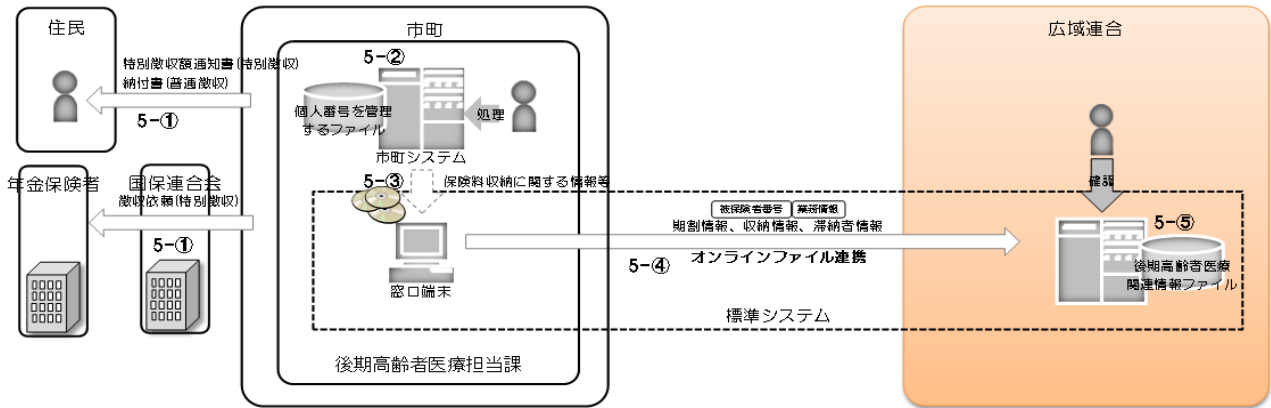 住民
特別徴収額通知書(特別徴収)
納付書(普通徴収)
5-①
年金保険者
国保連合会
徴収依頼(特別徴収)
5-①
市町
5-②
個人番号を管理
するファイル
処理
市町システム
5-③
保険料収納に関する情報等
窓口端末
後期高齢者医療担当課
被保険者番号
業務情報
期割情報、収納情報、滞納者情報
5-④
オンラインファイル連携
標準システム
広域連合
確認
5-⑤
後期高齢者医療
関連情報ファイル